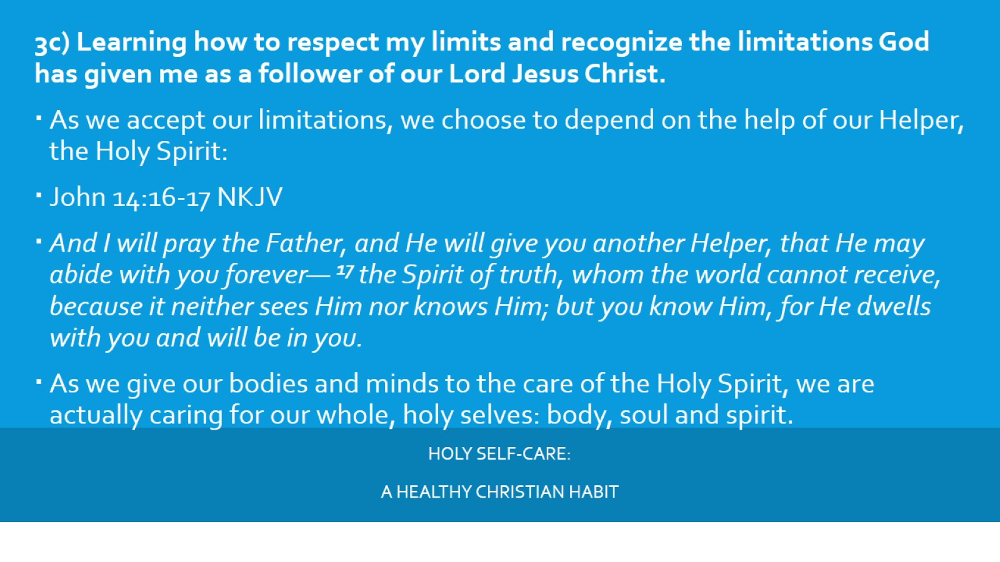 3c) Learning how to respect my limits and recognize the limitations God
has given me as a follower of our Lord Jesus Christ.
▪ As we accept our limitations, we choose to depend on the help of our Helper,
the Holy Spirit:
▪ John 14:16-17 NKJV
▪ And I will pray the Father, and He will give you another Helper, that He may
abide with you forever— 17 the Spirit of truth, whom the world cannot receive,
because it neither sees Him nor knows Him; but you know Him, for He dwells
with you and will be in you.
▪ As we give our bodies and minds to the care of the Holy Spirit, we are
actually caring for our whole, holy selves: body, soul and spirit.
HOLY SELF-CARE:
A HEALTHY CHRISTIAN HABIT